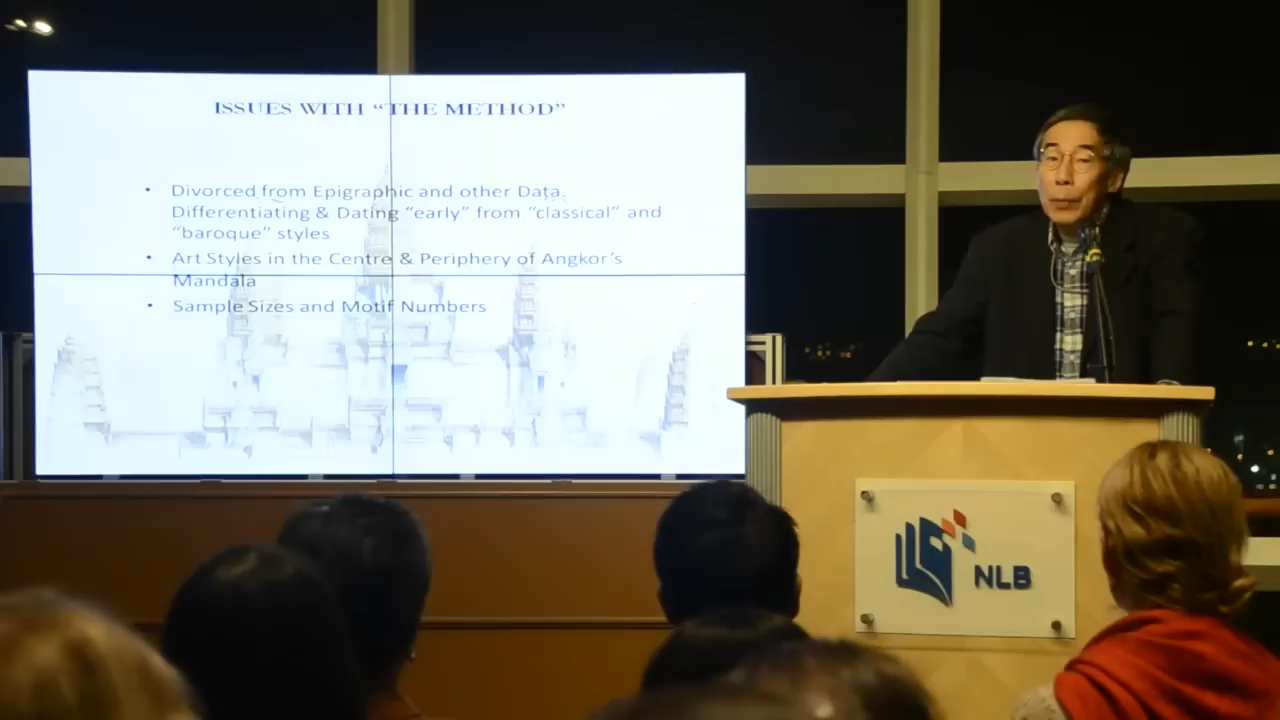 ISSUES WITH “THE METHOD”
• Divorced from Epigraphic and other Data.
Differentiating & Dating “early” from “classical” and
“baroque” styles
• Art Styles in the Centre & Periphery of Angkor’s
Mandala
• Sample Sizes and Motif Numbers
NLB